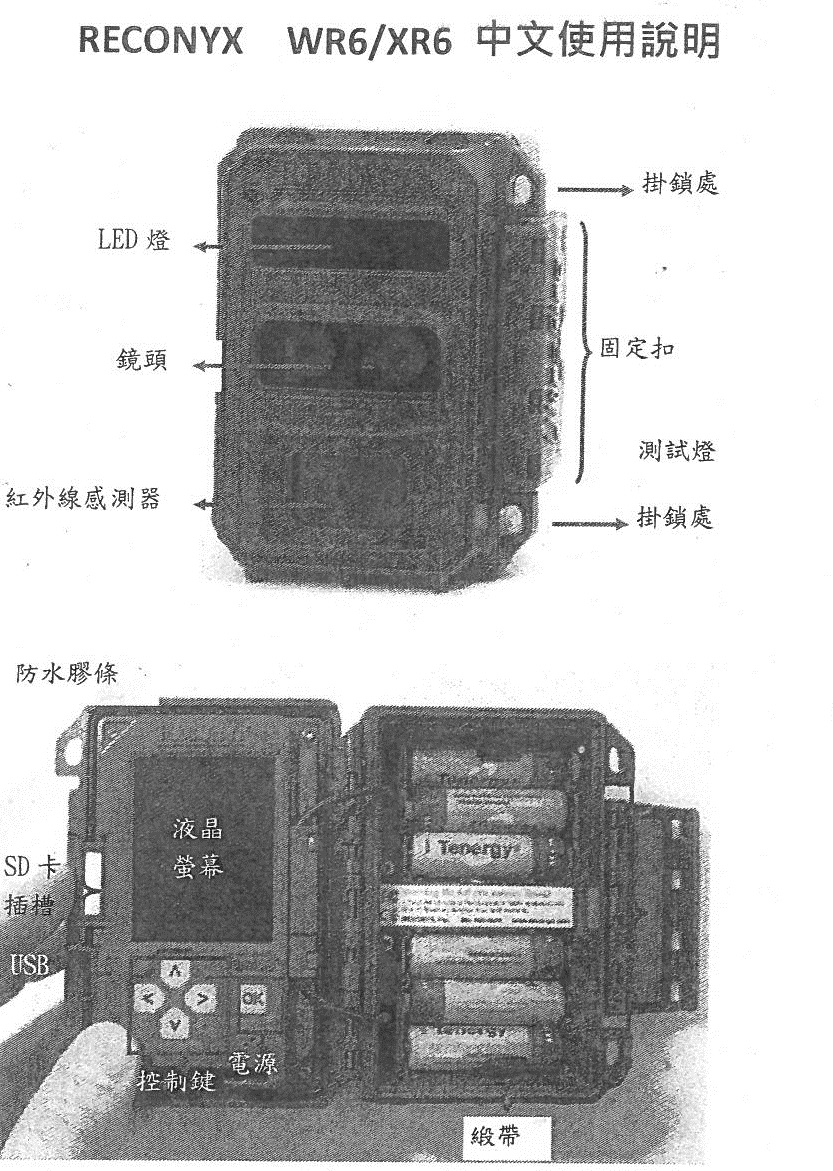 RECONYX WR6/XR6 中文使用說明
掛鎖處
LED 燈
鏡頭
固定扣
測試燈
紅外線感測器
掛鎖處
防水膠條
液晶
螢幕
SD 卡
插槽
USB
OK
電源
控制鍵
Tenergy
Tenergy
Tenergy
緞帶